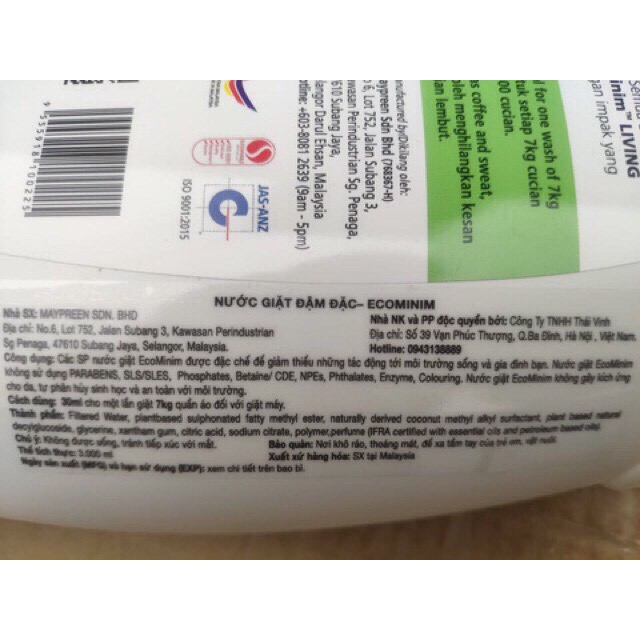 NƯỚC GIẶT ĐẬM ĐẶC– ECOMINIM
Nhà SX: MAYPREEN SDN. BHD
Địa chỉ: No.6, Lot 752, Jalan Subang 3, Kawasan Perindustrian
Sg Penaga, 47610 Subang Jaya, Selangor, Malaysia.
Nhà NK và PP độc quyền bởi: Công Ty TNHH Thái Vinh
Địa chỉ: Số 39 Vạn Phúc Thượng, Q.Ba Đình, Hà Nội , Việt Nam
Hotline: 0943138889
Công dụng: Các SP nước giặt EcoMinim được đặc chế để giảm thiểu những tác động tới môi trường sống và gia đình bạn. Nước giặt EcoMinim
không sử dụng PARABENS, SLS/SLES, Phosphates, Betaine/ CDE, NPEs, Phthalates, Enzyme, Colouring. Nước giặt EcoMinim không gây kích ứng
cho da, tự phân hủy sinh học và an toàn với môi trường.
Cách dùng: 30ml cho một lần giặt 7kg quần áo đối với giặt máy.
Thành phần: Filtered Water, plantbased sulphonated fatty methyl ester, naturally derived coconut methyl alkyl surfactant, plant based natural
decylglucoside, glycerine, xantham gum, citric acid, sodium citrate, polymer,perfume (IFRA certified with essential oils and petroleum based oils).
Chú ý: Không được uống, tránh tiếp xúc với mắt.
Bảo quản: Nơi khô ráo, thoáng mát, để xa tầm tay của trẻ em, vật nuôi.
Thể tích thực: 3.000 ml
Xuất xứ hàng hóa: SX tại Malaysia
Ngày sản xuất (MFG) và hạn sử dụng (EXP): xem chi tiết trên bao bì.
LIVING
gan impak yang
for one wash of 7kg
tuk setiap 7kg cucian
00 cucian.
as coffee and sweat,
oleh menghilangkan kesan
an lembut.
anufactured by/Dikilang oleh:
aypreen Sdn Bhd (768367-H)
6, Lot 752, Jalan Subang 3,
wasan Perindustrian Sg. Penaga,
610 Subang Jaya,
langor Darul Ehsan, Malaysia
otline: +603-9081 2639 (9am - 5pm)
JAS-ANZ
ISO 9001:2015
9 555918 100225